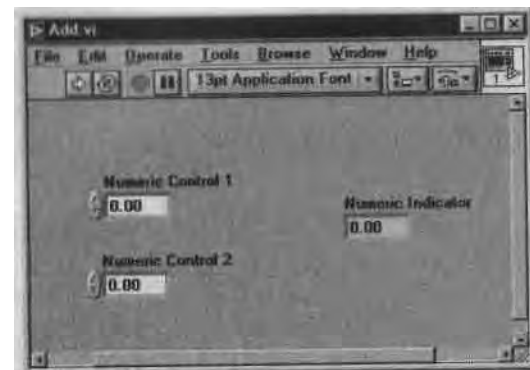 Add vi
File Edit Operate Tools Browse Window Help
13pt Application Font
1
Numeric Control 1
0.00
Numeric Indicator
0.00
Numeric Control 2
0.00